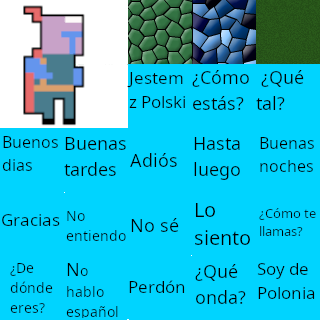 Jestem
z Polski
¿Cómo
estás?
¿Qué
tal?
Buenos
dias
Buenas
tardes
Adiós
Hasta
luego
Buenas
noches
Gracias
No
entiendo
No sé
Lo
siento
¿Cómo te
llamas?
¿De
dónde
eres?
No
hablo
español
Perdón
¿Qué
onda?
Soy de
Polonia